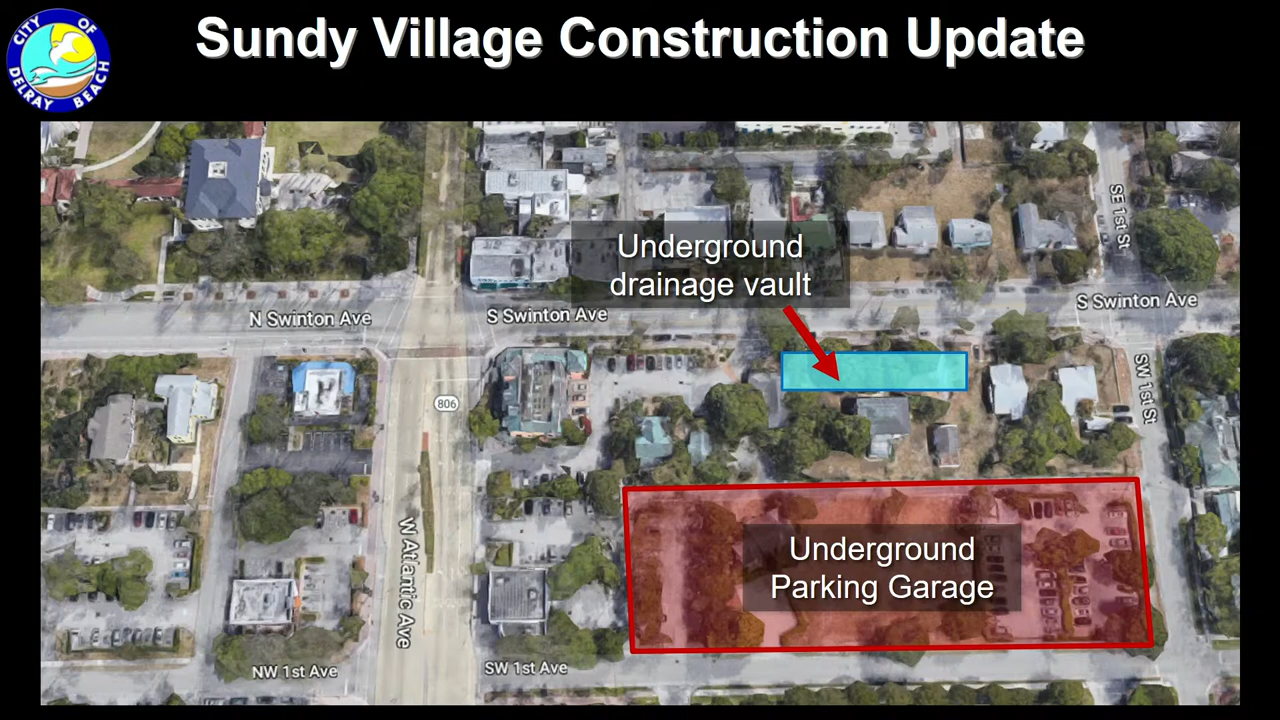 CITY OF
DELRAY BEACH
Sundy Village Construction Update
SE 1st St
Underground
drainage vault
N Swinton Ave
S Swinton Ave
S Swinton Ave
806
SW 1st St
W Atlantic Ave
Underground
Parking Garage
NW 1st Ave
SW 1st Ave